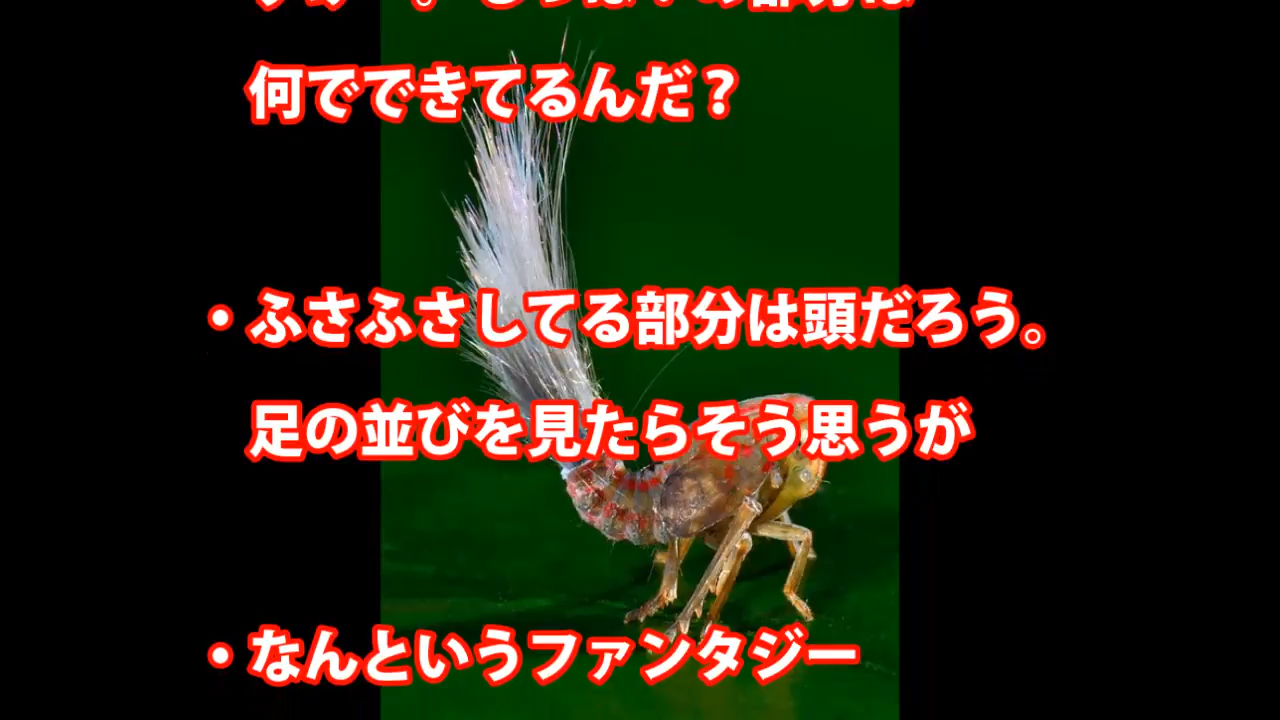 何でできてるんだ？
・ふさふさしてる部分は頭だろう。
足の並びを見たらそう思うが
・なんというファンタジー